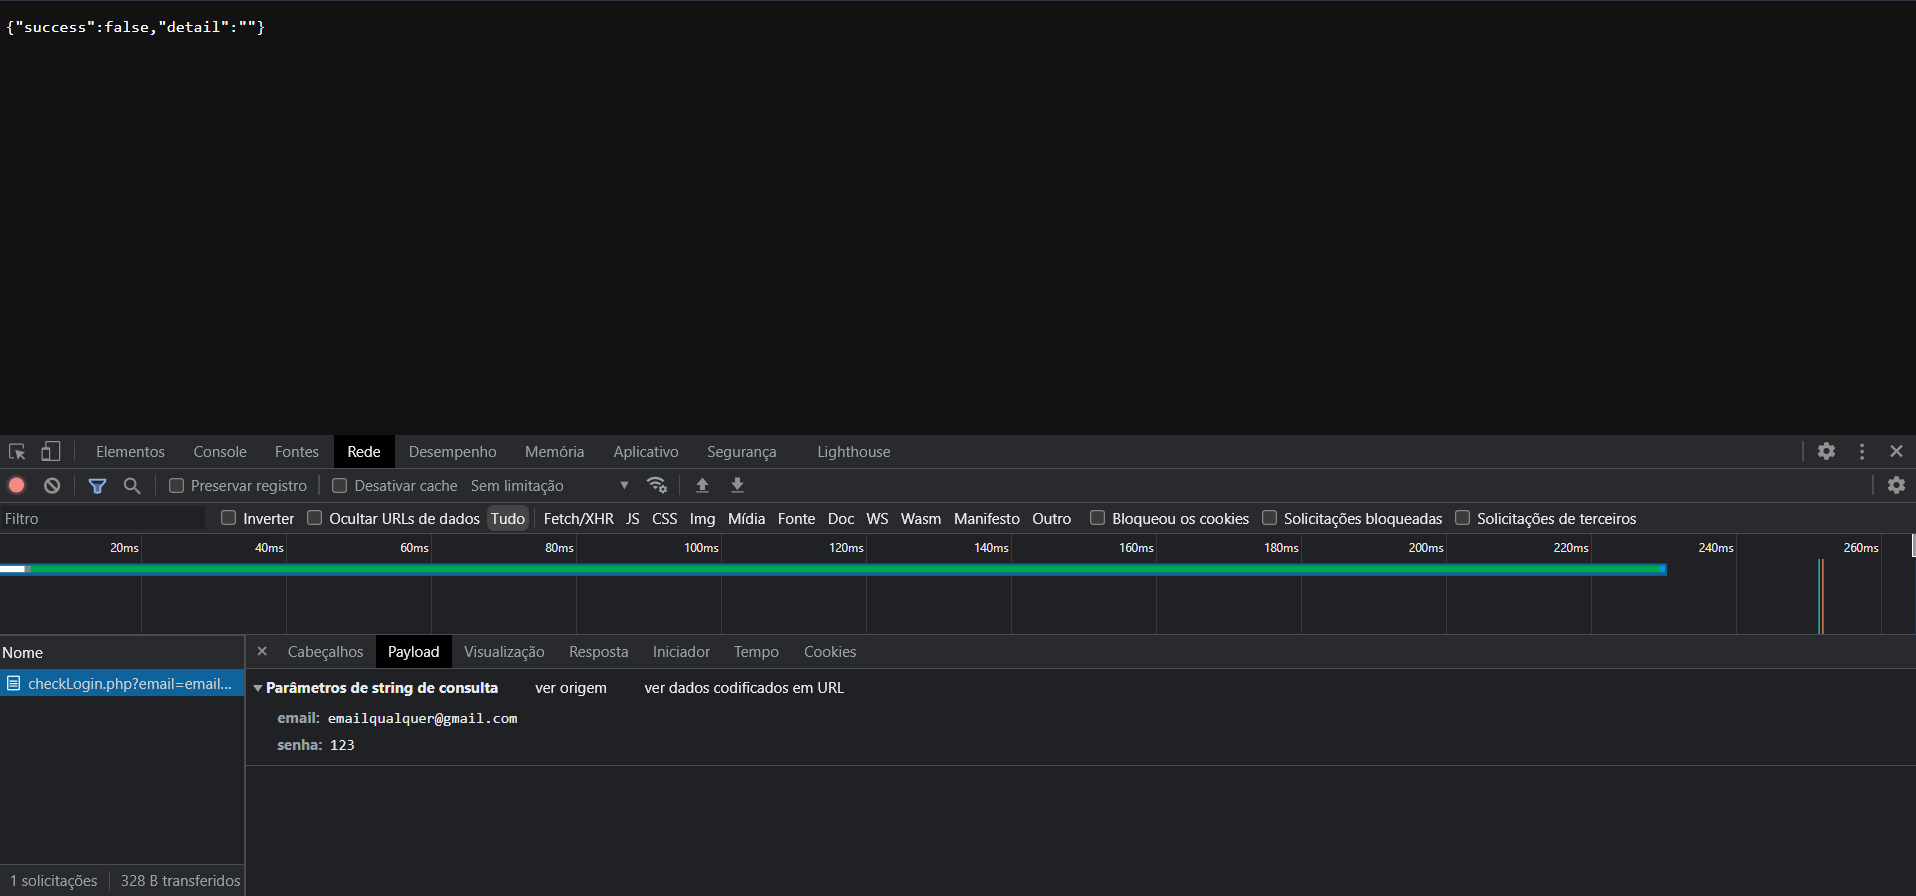 {"success":false,"detail":""}
Elementos Console Fontes Rede Desempenho Memória Aplicativo Segurança Lighthouse
Preservar registro Desativar cache Sem limitação
Filtro Inverter Ocultar URLs de dados Tudo Fetch/XHR JS CSS Img Mídia Fonte Doc WS Wasm Manifesto Outro Bloqueou os cookies Solicitações bloqueadas Solicitações de terceiros
20ms 40ms 60ms 80ms 100ms 120ms 140ms 160ms 180ms 200ms 220ms 240ms 260ms
Nome Cabeçalhos Payload Visualização Resposta Iniciador Tempo Cookies
checkLogin.php?email=email... Parâmetros de string de consulta ver origem ver dados codificados em URL
email: emailqualquer@gmail.com
senha: 123
1 solicitações 328 B transferidos